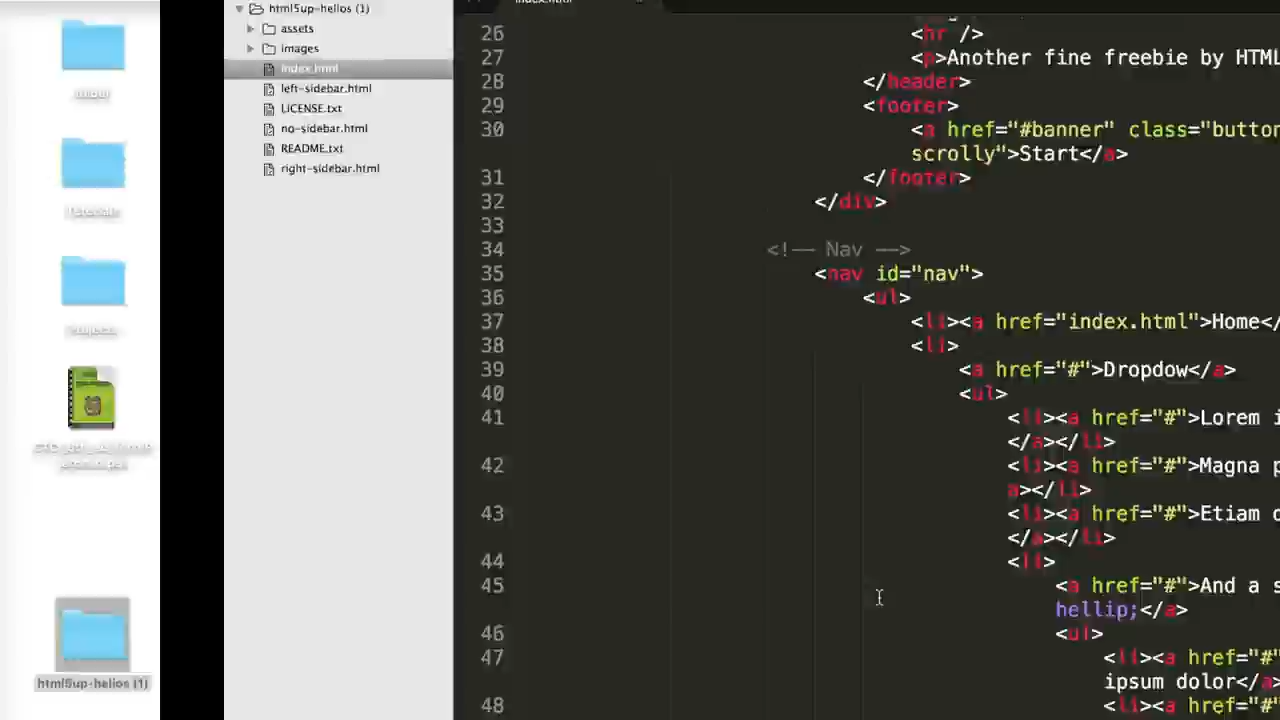 html5up-helios (1)
html5up-helios (1)
assets
images
index.html
left-sidebar.html
LICENSE.txt
no-sidebar.html
README.txt
right-sidebar.html
26 <hr />
27 <p>Another fine freebie by HTML
28 </header>
29 <footer>
30 <a href="#banner" class="button
scrolly">Start</a>
31 </footer>
32 </div>
33
34 <!-- Nav -->
35 <nav id="nav">
36 <ul>
37 <li><a href="index.html">Home</
38 <li>
39 <a href="#">Dropdow</a>
40 <ul>
41 <li><a href="#">Lorem i
</a></li>
42 <li><a href="#">Magna p
a></li>
43 <li><a href="#">Etiam
</a></li>
44 <li>
45 <a href="#">And a s
hellip;</a>
46 <ul>
47 <li><a href="#"
ipsum dolor</a>
48 <li><a href="#"